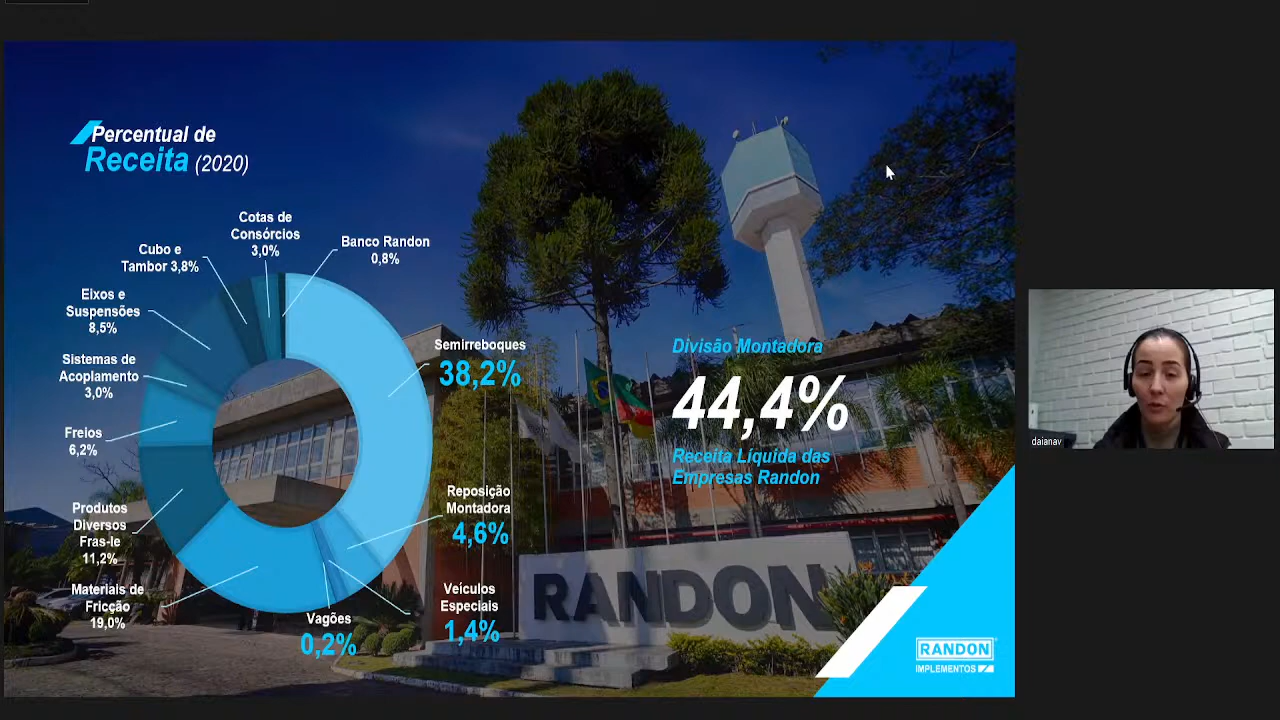 Percentual de
Receita (2020)
Cotas de
Consórcios
3,0%
Banco Randon
0,8%
Cubo e
Tambor 3,8%
Eixos e
Suspensões
8,5%
Sistemas de
Acoplamento
3,0%
Freios
6,2%
Produtos
Diversos
Fras-le
11,2%
Materiais de
Fricção
19,0%
Vagões
0,2%
Veículos
Especiais
1,4%
Reposição
Montadora
4,6%
Semirreboques
38,2%
Divisão Montadora
44,4%
Receita Líquida das
Empresas Randon
RANDON
RANDON
IMPLEMENTOS
daianav